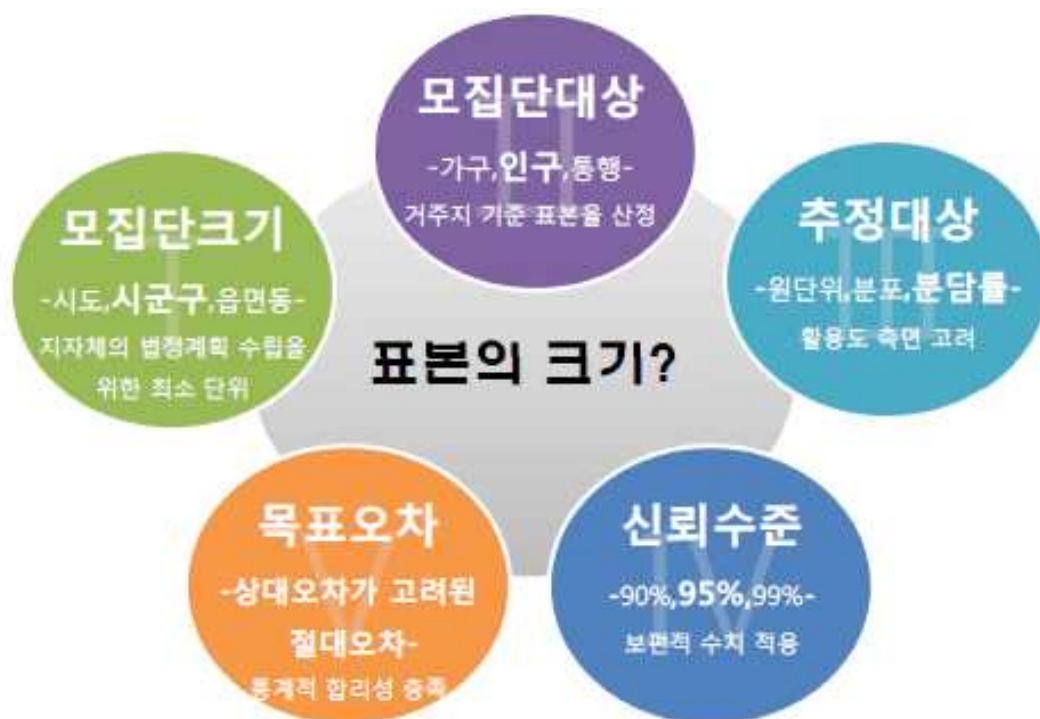 모집단대상
-가구,인구,통행-
거주지 기준 표본율 산정
모집단크기
-시도,시군구,읍면동-
지자체의 법정계획 수립을
위한 최소 단위
추정대상
-원단위,분포,분담률-
활용도 측면 고려
표본의 크기?
목표오차
-상대오차가 고려된
절대오차-
통계적 합리성 충족
신뢰수준
-90%,95%,99%-
보편적 수치 적용
I
II
III
IV
V